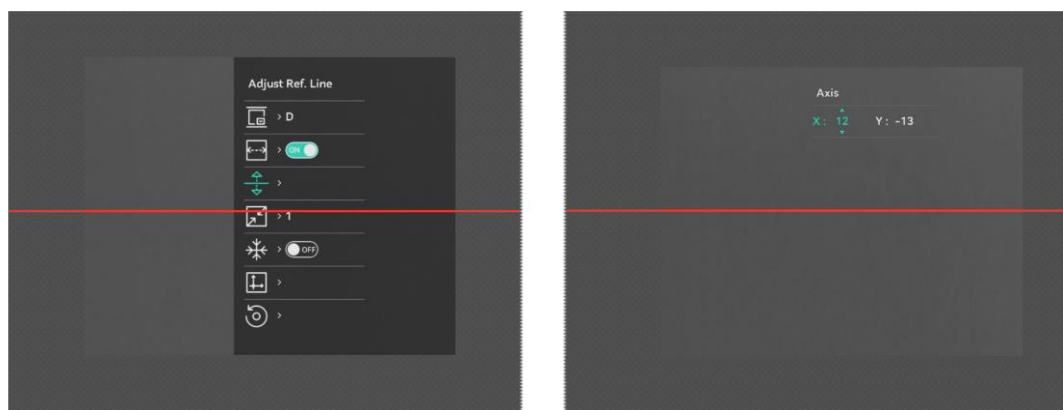 Adjust Ref. Line
› D
› ON
›
› 1
› OFF
›
›
Axis
X : 12 Y : -13